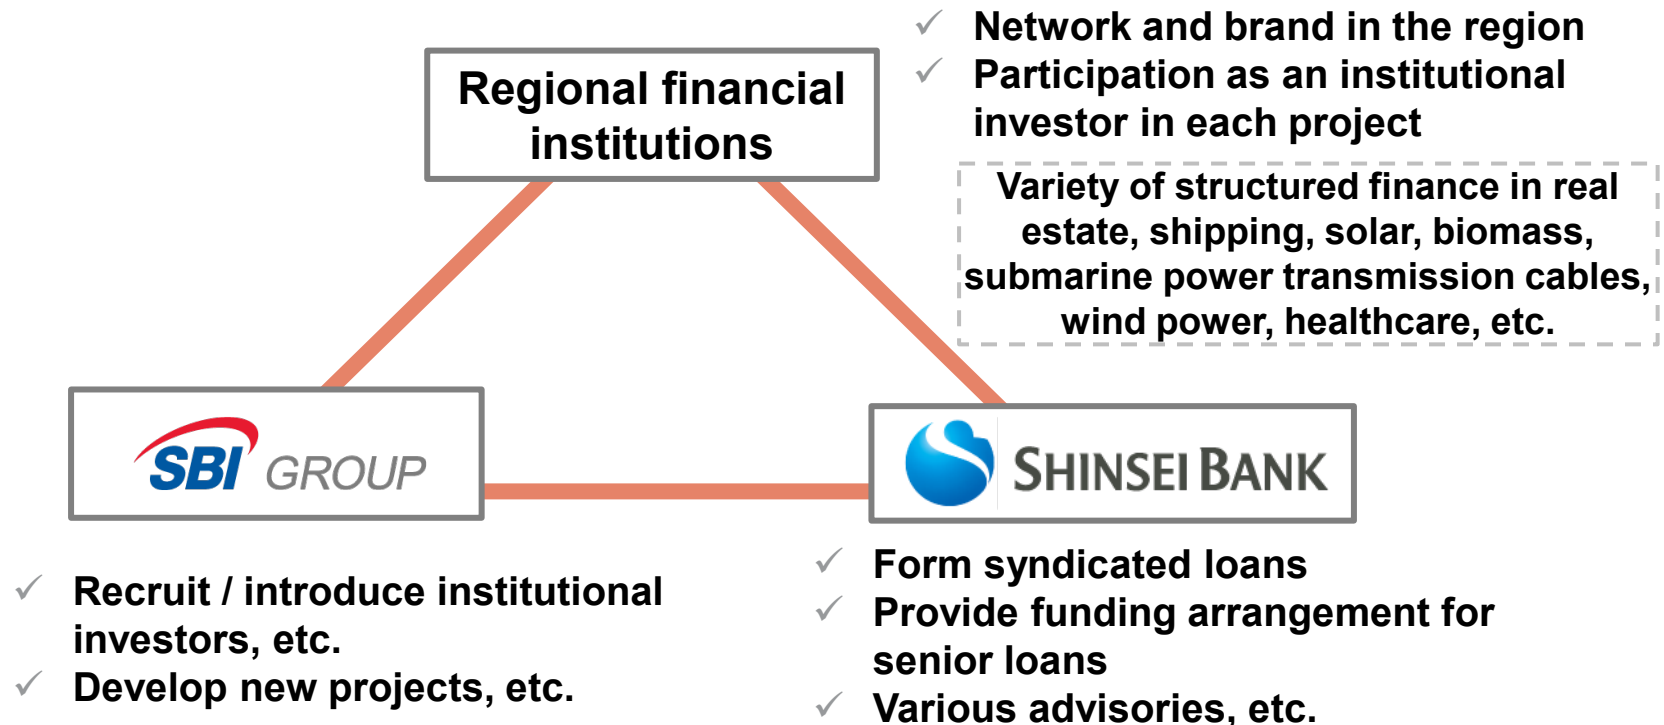 Regional financial
institutions
✓ Network and brand in the region
✓ Participation as an institutional
investor in each project
Variety of structured finance in real
estate, shipping, solar, biomass,
submarine power transmission cables,
wind power, healthcare, etc.
SBI GROUP
SHINSEI BANK
✓ Recruit / introduce institutional
investors, etc.
✓ Develop new projects, etc.
✓ Form syndicated loans
✓ Provide funding arrangement for
senior loans
✓ Various advisories, etc.